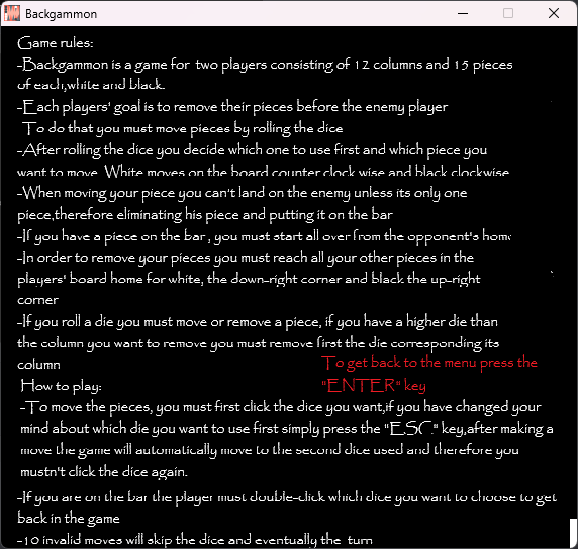 Backgammon
Game rules:
-Backgammon is a game for two players consisting of 12 columns and 15 pieces
of each,white and black.
-Each players' goal is to remove their pieces before the enemy player
To do that you must move pieces by rolling the dice
-After rolling the dice you decide which one to use first and which piece you
want to move. White moves on the board counter clock wise and black clockwise
-When moving your piece you can't land on the enemy unless its only one
piece,therefore eliminating his piece and putting it on the bar
-If you have a piece on the bar, you must start all over from the opponent's home
-In order to remove your pieces you must reach all your other pieces in the
players' board home for white, the down-right corner and black the up-right
corner
-If you roll a die you must move or remove a piece, if you have a higher die than
the column you want to remove you must remove first the die corresponding its
column
To get back to the menu press the
"ENTER" key
How to play:
-To move the pieces, you must first click the dice you want,if you have changed your
mind about which die you want to use first simply press the "ESC." key,after making a
move the game will automatically move to the second dice used and therefore you
mustn't click the dice again.
-If you are on the bar the player must double-click which dice you want to choose to get
back in the game
-10 invalid moves will skip the dice and eventually the turn